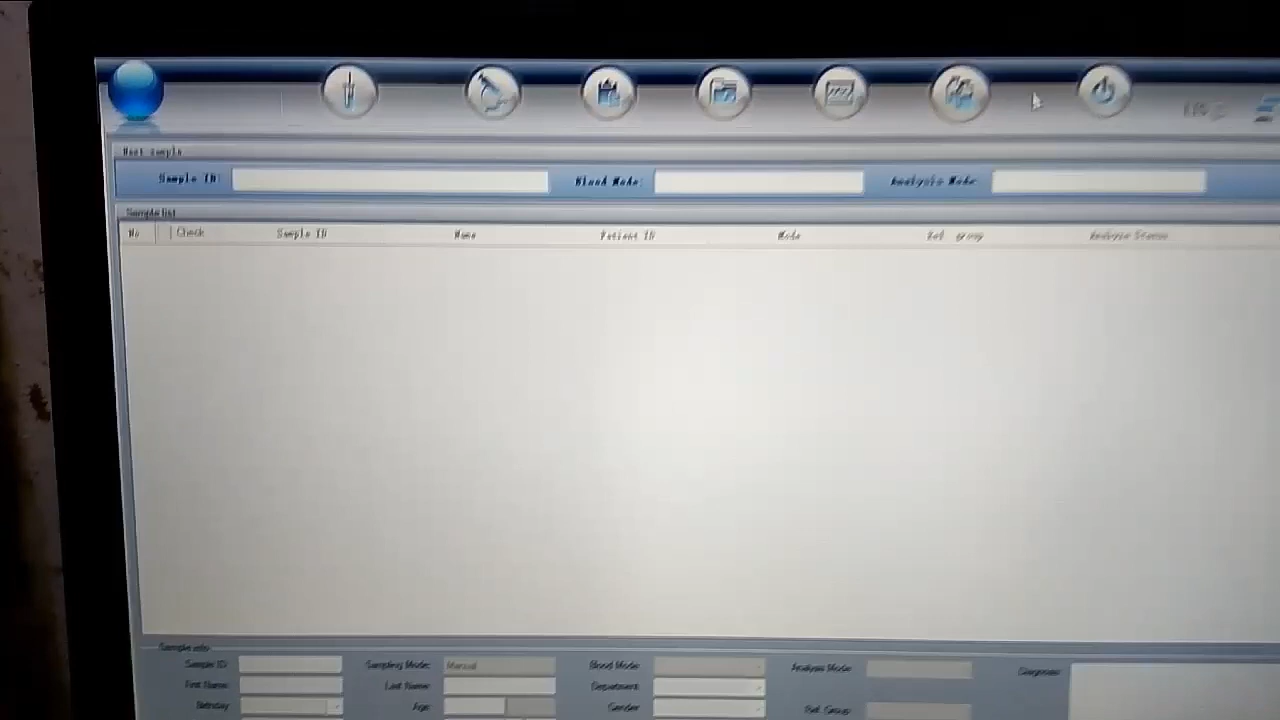 Next sample
Sample ID: Blood Mode: Analysis Mode:
Sample list
No Check Sample ID Name Patient ID Mode Ref. group Analysis Status
Sample info
Sample ID: Sampling Mode: Manual Blood Mode: Analysis Mode: Diagnosis:
First Name: Last Name: Department:
Birthday: Age: Gender: Ref. Group: